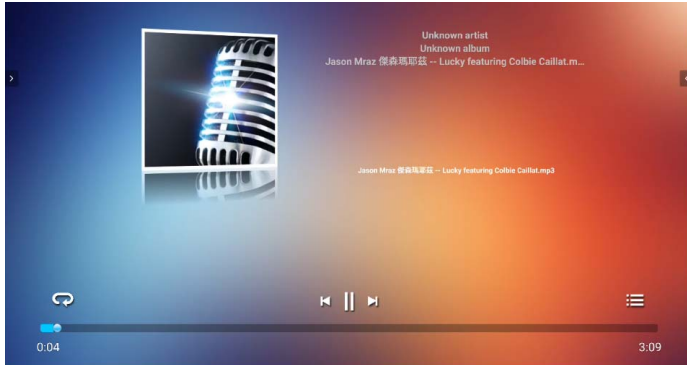 Unknown artist
Unknown album
Jason Mraz 傑森瑪耶茲 -- Lucky featuring Colbie Caillat.m...
Jason Mraz 傑森瑪耶茲 -- Lucky featuring Colbie Caillat.mp3
0:04
3:09